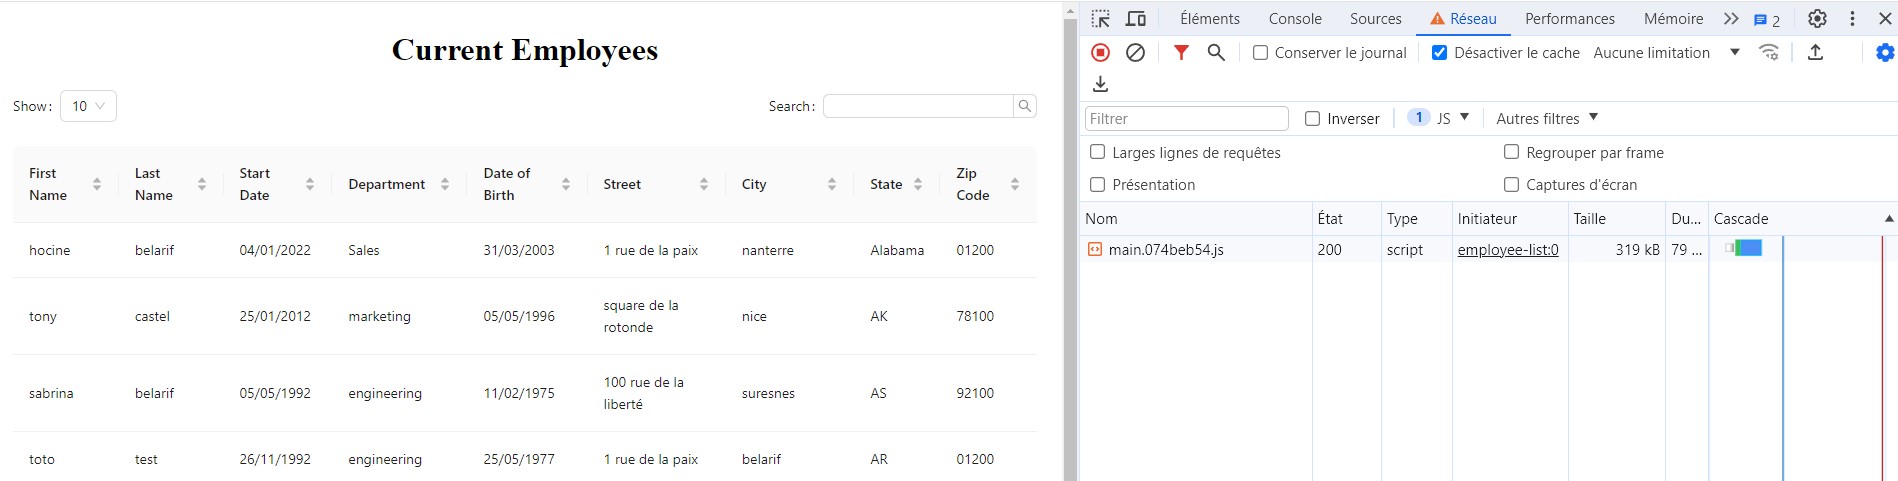 Current Employees
Show: 10
Search:
First Name Last Name Start Date Department Date of Birth Street City State Zip Code
hocine belarif 04/01/2022 Sales 31/03/2003 1 rue de la paix nanterre Alabama 01200
tony castel 25/01/2012 marketing 05/05/1996 square de la rotonde nice AK 78100
sabrina belarif 05/05/1992 engineering 11/02/1975 100 rue de la liberté suresnes AS 92100
toto test 26/11/1992 engineering 25/05/1977 1 rue de la paix belarif AR 01200
Éléments Console Sources Réseau Performances Mémoire 2
Conserver le journal Désactiver le cache Aucune limitation
Filtrer Inverser 1 JS Autres filtres
Larges lignes de requêtes Regrouper par frame
Présentation Captures d'écran
Nom État Type Initiateur Taille Du... Cascade
main.074beb54.js 200 script employee-list:0 319 kB 79 ...